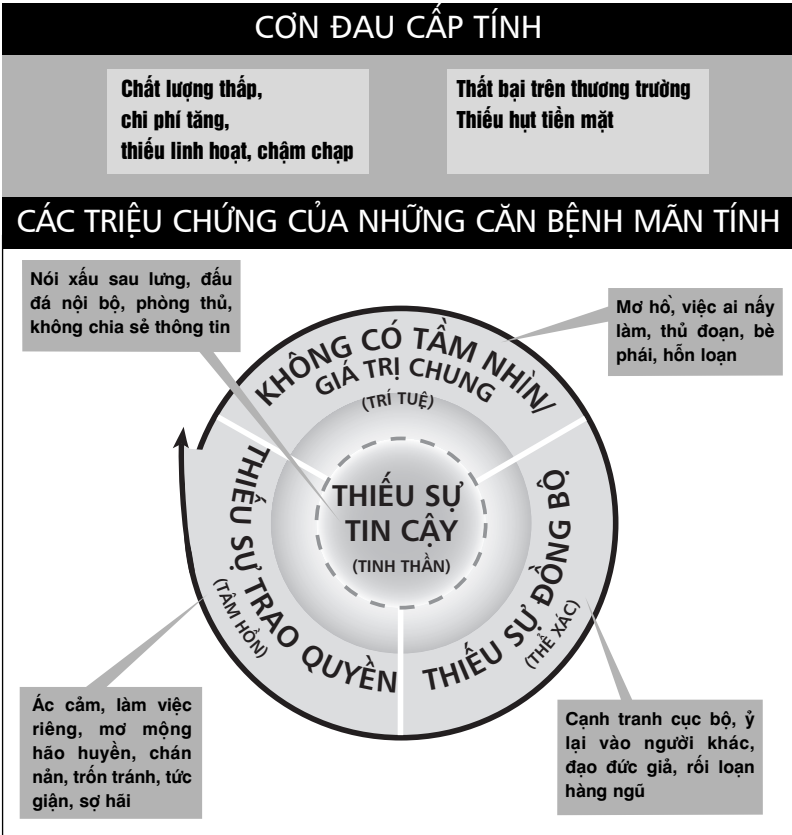 CƠN ĐAU CẤP TÍNH
Chất lượng thấp,
chi phí tăng,
thiếu linh hoạt, chậm chạp
Thất bại trên thương trường
Thiếu hụt tiền mặt
CÁC TRIỆU CHỨNG CỦA NHỮNG CĂN BỆNH MÃN TÍNH
Nói xấu sau lưng, đấu
đá nội bộ, phòng thủ,
không chia sẻ thông tin
Mơ hồ, việc ai nấy
làm, thủ đoạn, bè
phái, hỗn loạn
KHÔNG CÓ TẦM NHÌN/
GIÁ TRỊ CHUNG
(TRÍ TUỆ)
THIẾU SỰ
TIN CẬY
(TINH THẦN)
THIẾU SỰ TRAO QUYỀN
(TÂM HỒN)
THIẾU SỰ ĐỒNG BỘ
(THỂ XÁC)
Ác cảm, làm việc
riêng, mơ mộng
hão huyền, chán
nản, trốn tránh, tức
giận, sợ hãi
Cạnh tranh cục bộ, ỷ
lại vào người khác,
đạo đức giả, rối loạn
hàng ngũ